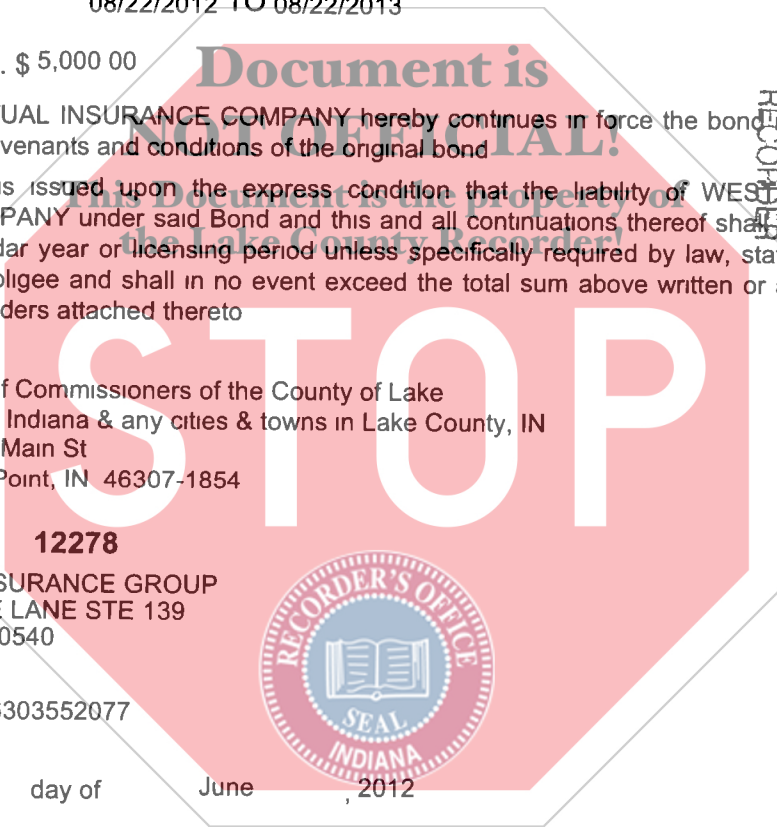 08/22/2012 TO 08/22/2013
. $ 5,000 00
Document is
UAL INSURANCE COMPANY hereby continues in force the bond
NOT OFFICIAL!
venants and conditions of the original bond
s issued upon the express condition that the liability of WEST
This Document is the property of
PANY under said Bond and this and all continuations thereof shall
dar year or licensing period unless specifically required by law, sta
the Lake County Recorder!
bligee and shall in no event exceed the total sum above written or a
ders attached thereto
STOP
f Commissioners of the County of Lake
Indiana & any cities & towns in Lake County, IN
Main St
Point, IN 46307-1854
12278
SURANCE GROUP
E LANE STE 139
0540
6303552077
RECORDER'S OFFICE
SEAL
INDIANA
day of June , 2012
RECORDER